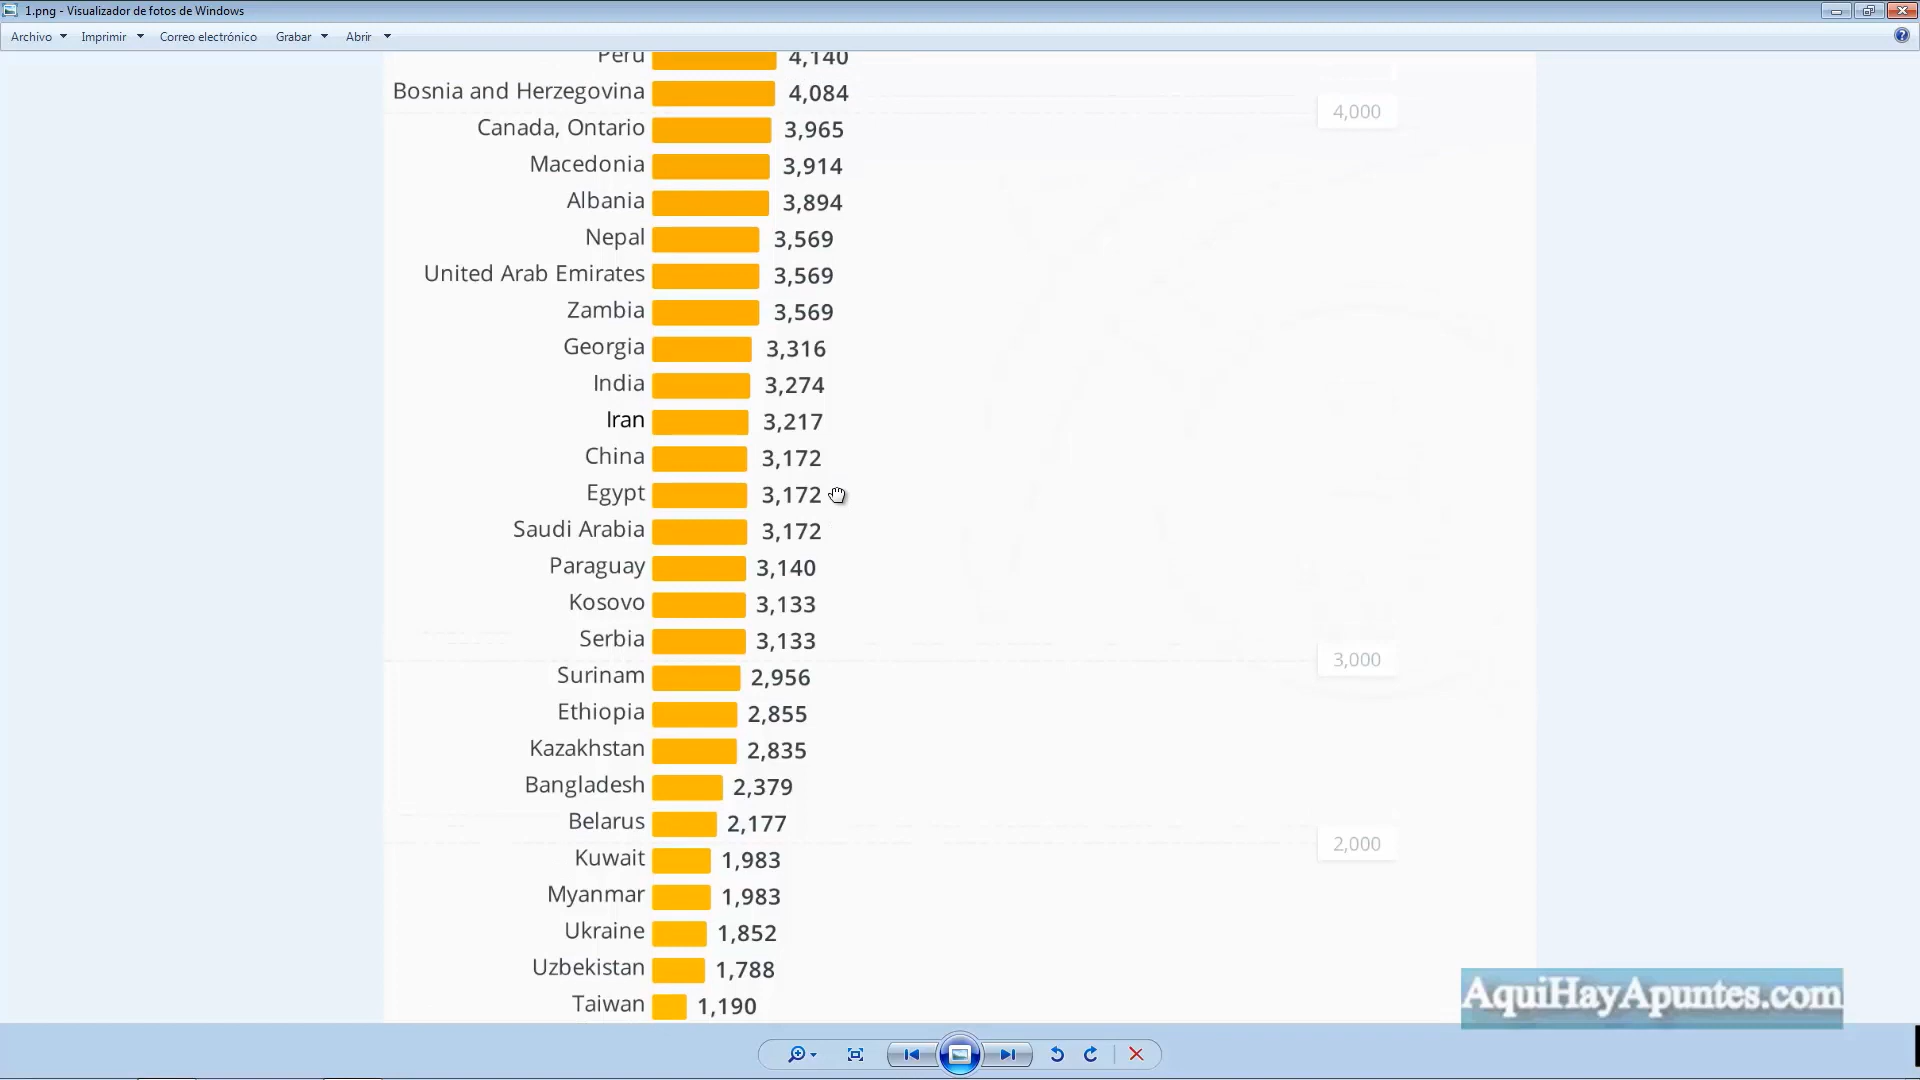 1.png - Visualizador de fotos de Windows
Archivo Imprimir Correo electrónico Grabar Abrir
Peru 4,140
Bosnia and Herzegovina 4,084
4,000
Canada, Ontario 3,965
Macedonia 3,914
Albania 3,894
Nepal 3,569
United Arab Emirates 3,569
Zambia 3,569
Georgia 3,316
India 3,274
Iran 3,217
China 3,172
Egypt 3,172
Saudi Arabia 3,172
Paraguay 3,140
Kosovo 3,133
Serbia 3,133
3,000
Surinam 2,956
Ethiopia 2,855
Kazakhstan 2,835
Bangladesh 2,379
Belarus 2,177
2,000
Kuwait 1,983
Myanmar 1,983
Ukraine 1,852
Uzbekistan 1,788
Taiwan 1,190
AquiHayApuntes.com